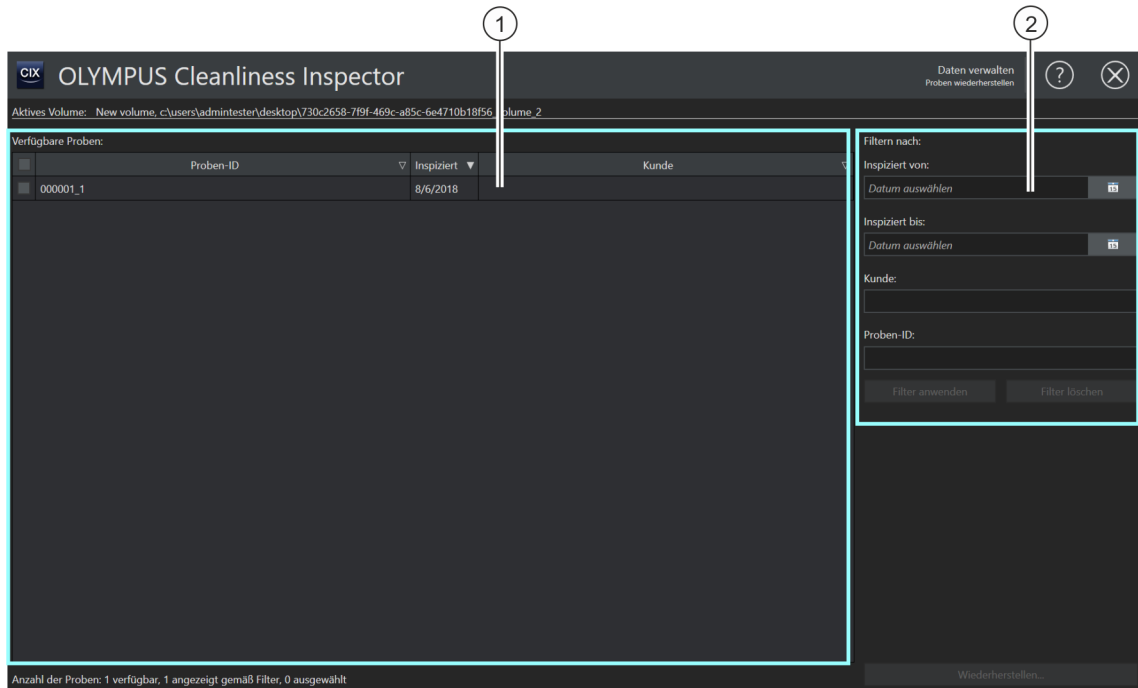 1
2
CIX OLYMPUS Cleanliness Inspector
Daten verwalten
Proben wiederherstellen
?
Aktives Volume: New volume, c:\users\admintester\desktop\730c2658-7f9f-469c-a85c-6e4710b18f56_volume_2
Verfügbare Proben:
Proben-ID Inspiziert Kunde
000001_1 8/6/2018
Anzahl der Proben: 1 verfügbar, 1 angezeigt gemäß Filter, 0 ausgewählt
Filtern nach:
Inspiziert von:
Datum auswählen 15
Inspiziert bis:
Datum auswählen 15
Kunde:
Proben-ID:
Filter anwenden Filter löschen
Wiederherstellen...